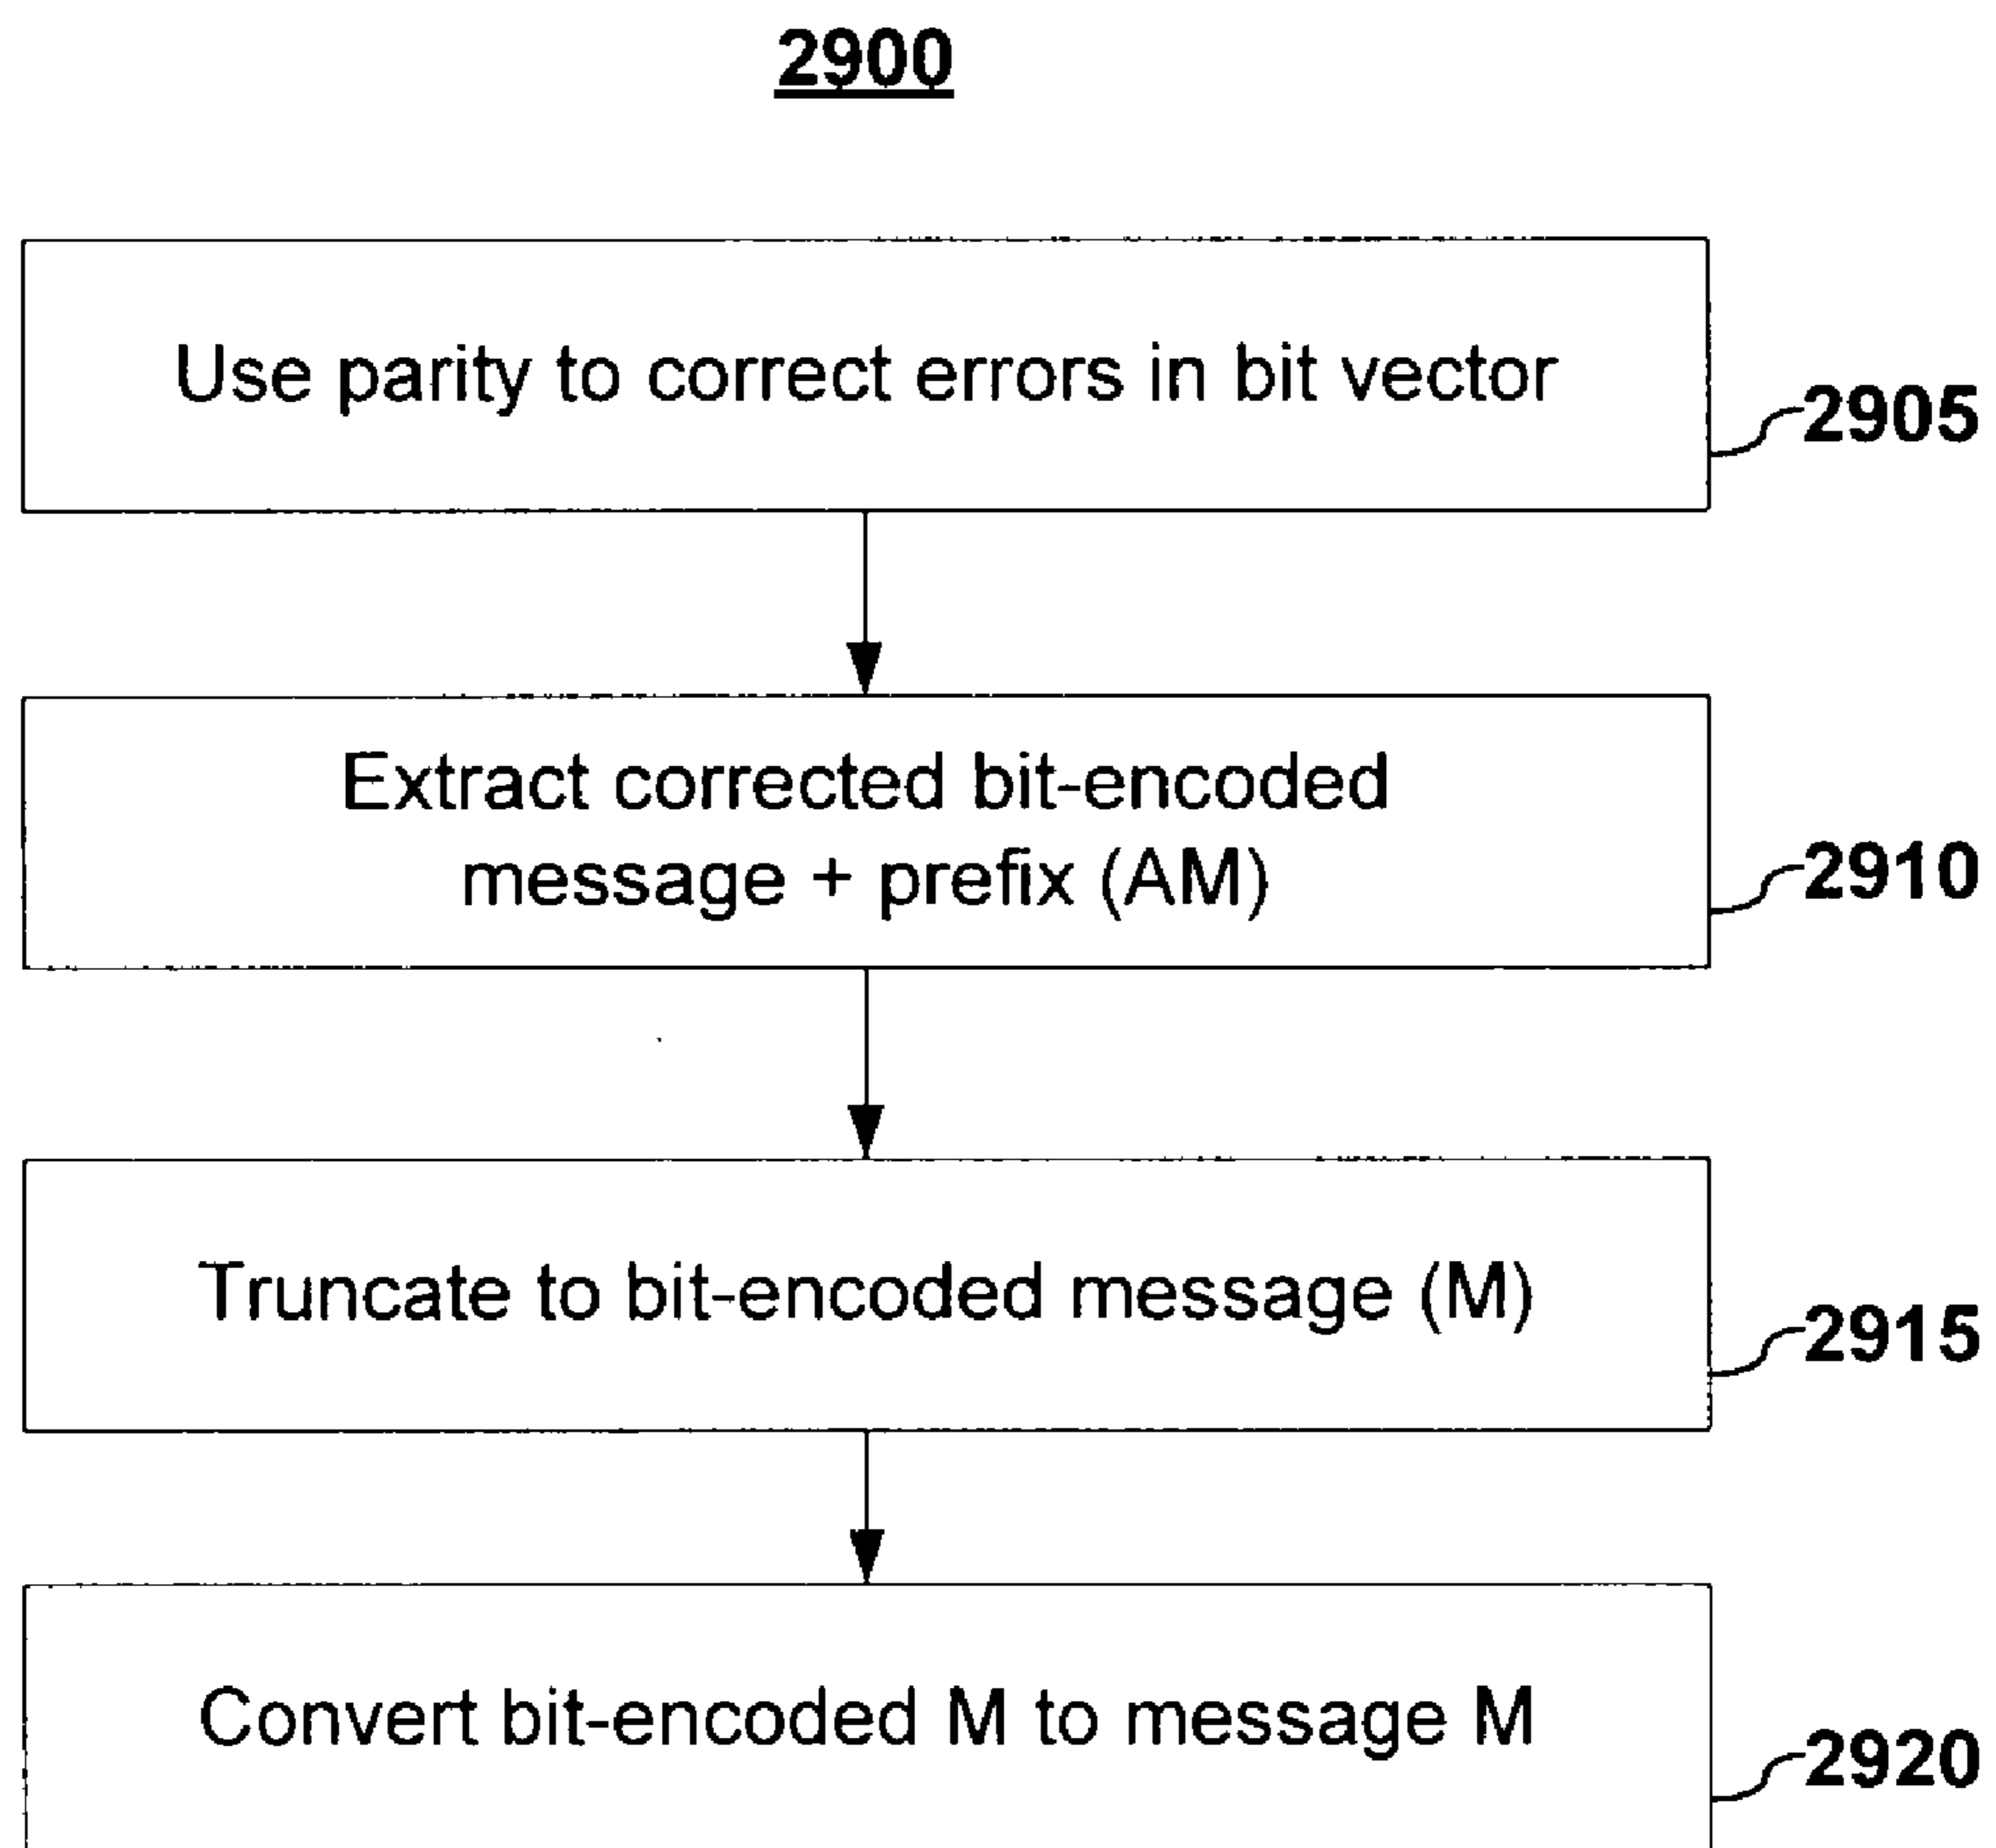 2900
Use parity to correct errors in bit vector
2905
Extract corrected bit-encoded
message + prefix (AM)
2910
Truncate to bit-encoded message (M)
2915
Convert bit-encoded M to message M
2920